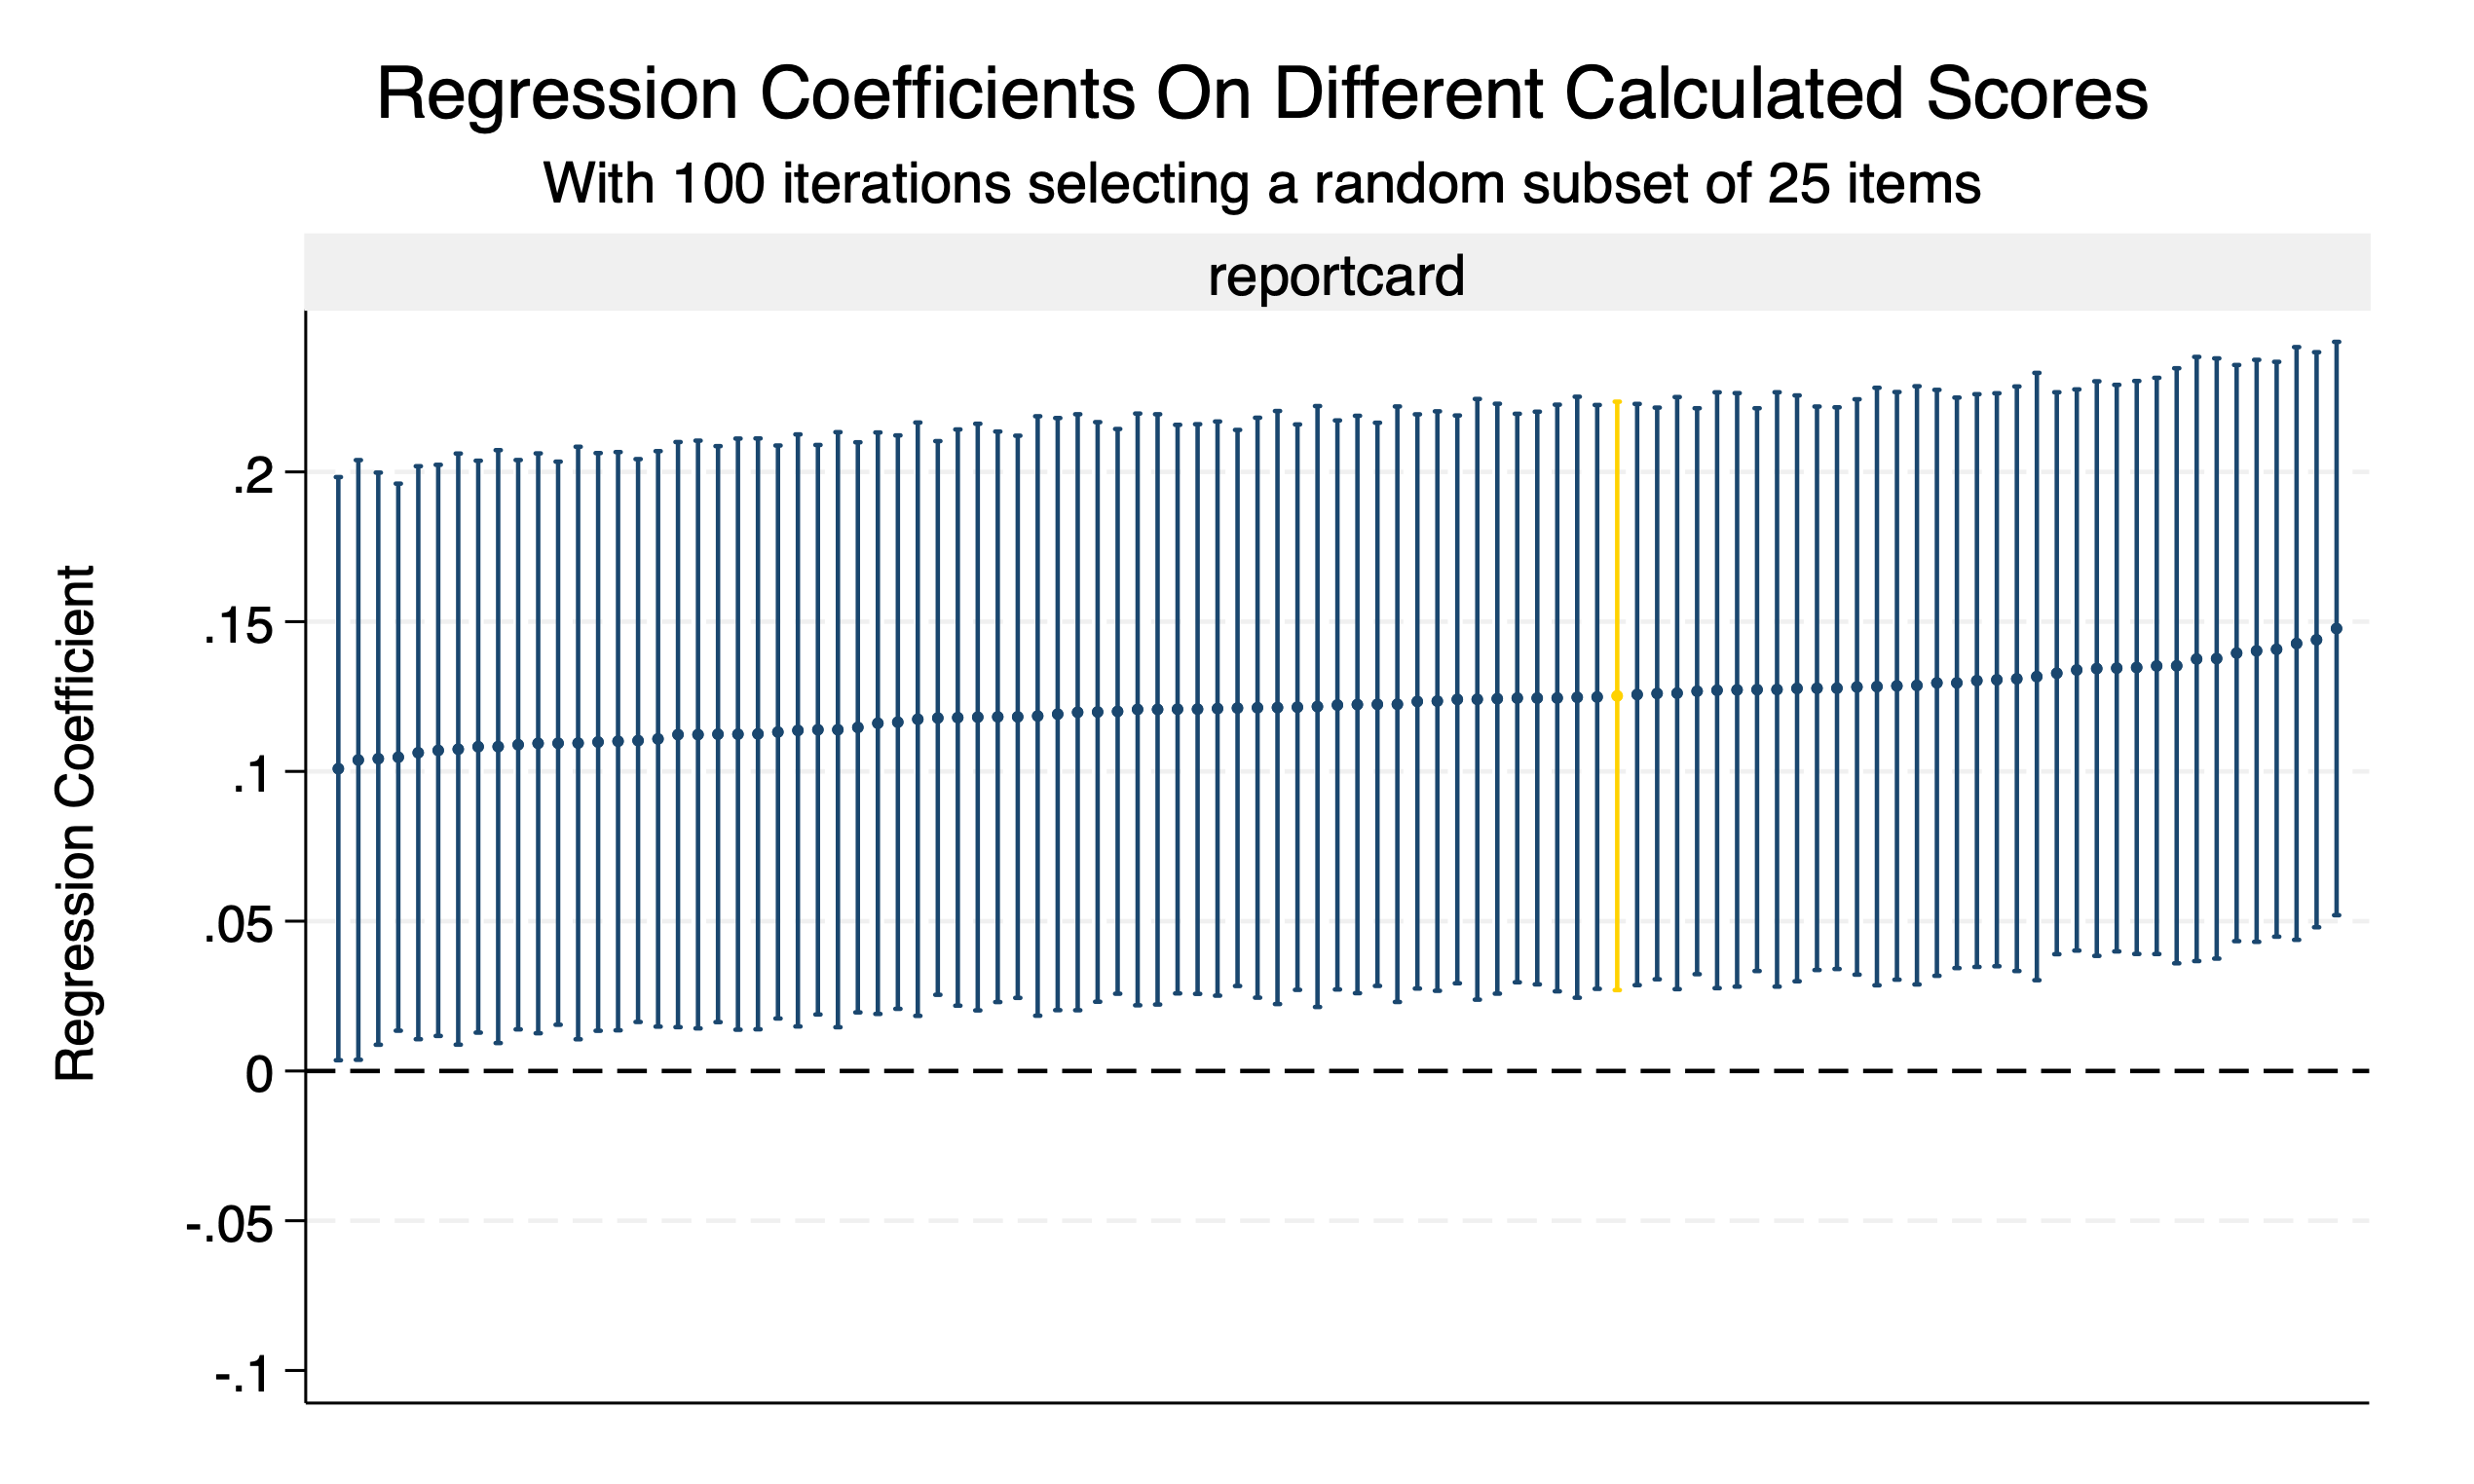 Regression Coefficients On Different Calculated Scores
With 100 iterations selecting a random subset of 25 items
reportcard
Regression Coefficient
.2
.15
.1
.05
0
-.05
-.1